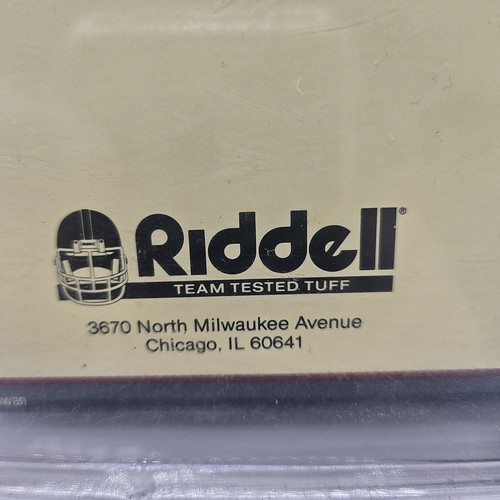 Riddell®
TEAM TESTED TUFF
3670 North Milwaukee Avenue
Chicago, IL 60641